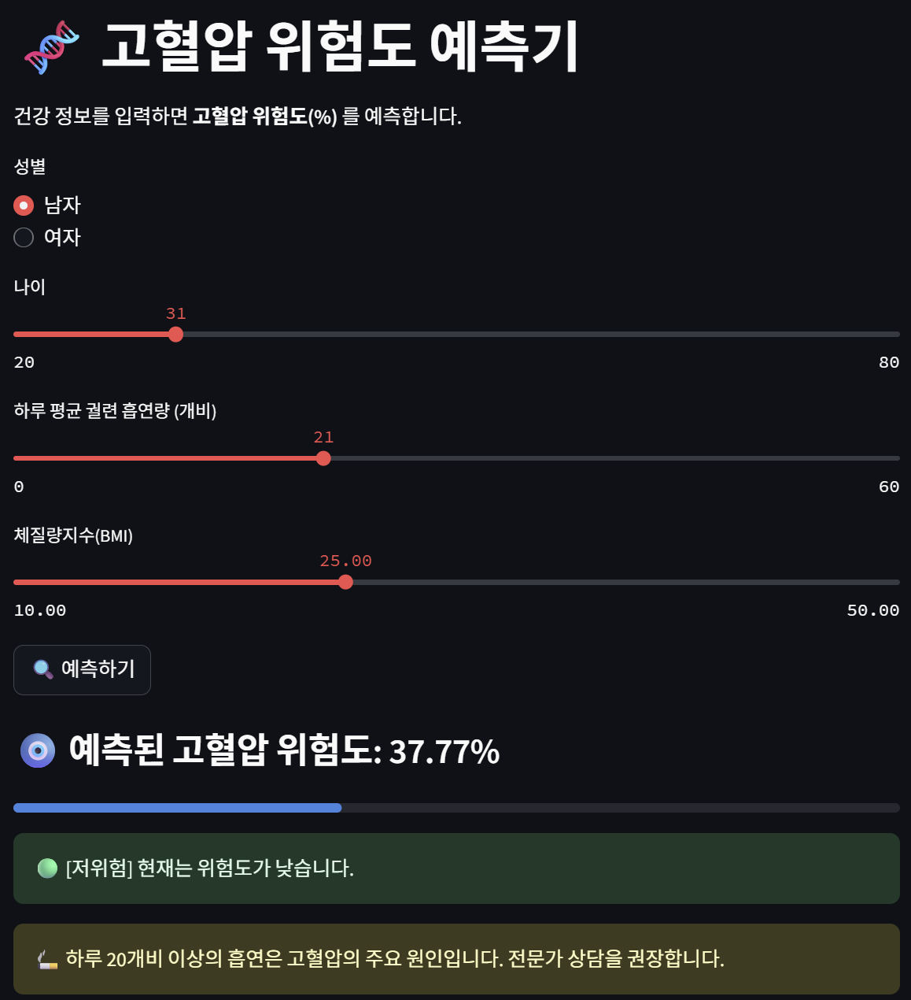 고혈압 위험도 예측기
건강 정보를 입력하면 고혈압 위험도(%) 를 예측합니다.
성별
남자
여자
나이
31
20 80
하루 평균 궐련 흡연량 (개비)
21
0 60
체질량지수(BMI)
25.00
10.00 50.00
예측하기
예측된 고혈압 위험도: 37.77%
[저위험] 현재는 위험도가 낮습니다.
하루 20개비 이상의 흡연은 고혈압의 주요 원인입니다. 전문가 상담을 권장합니다.